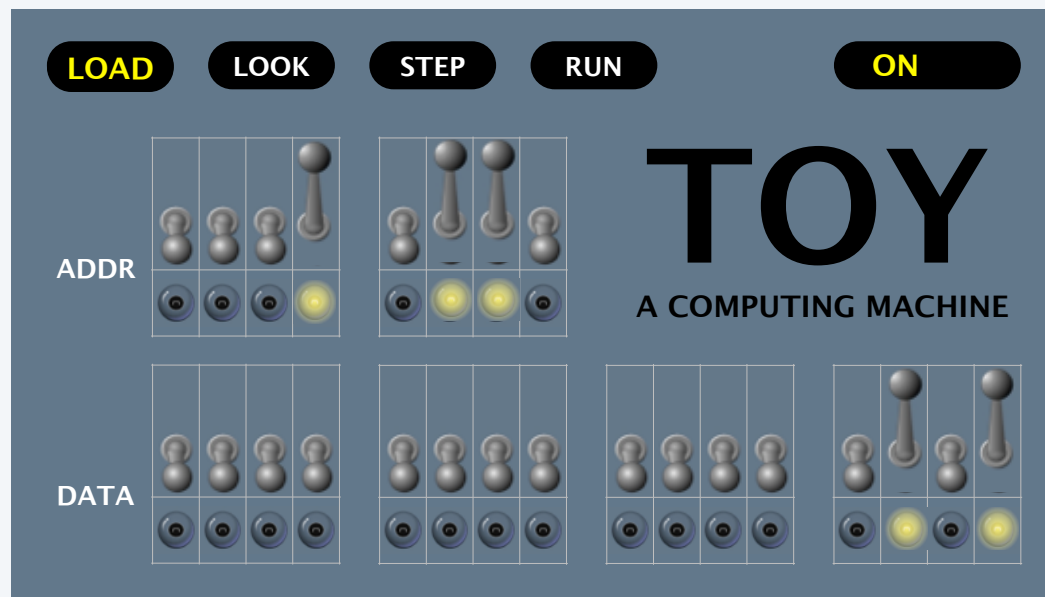 LOAD LOOK STEP RUN ON
TOY
ADDR
A COMPUTING MACHINE
DATA